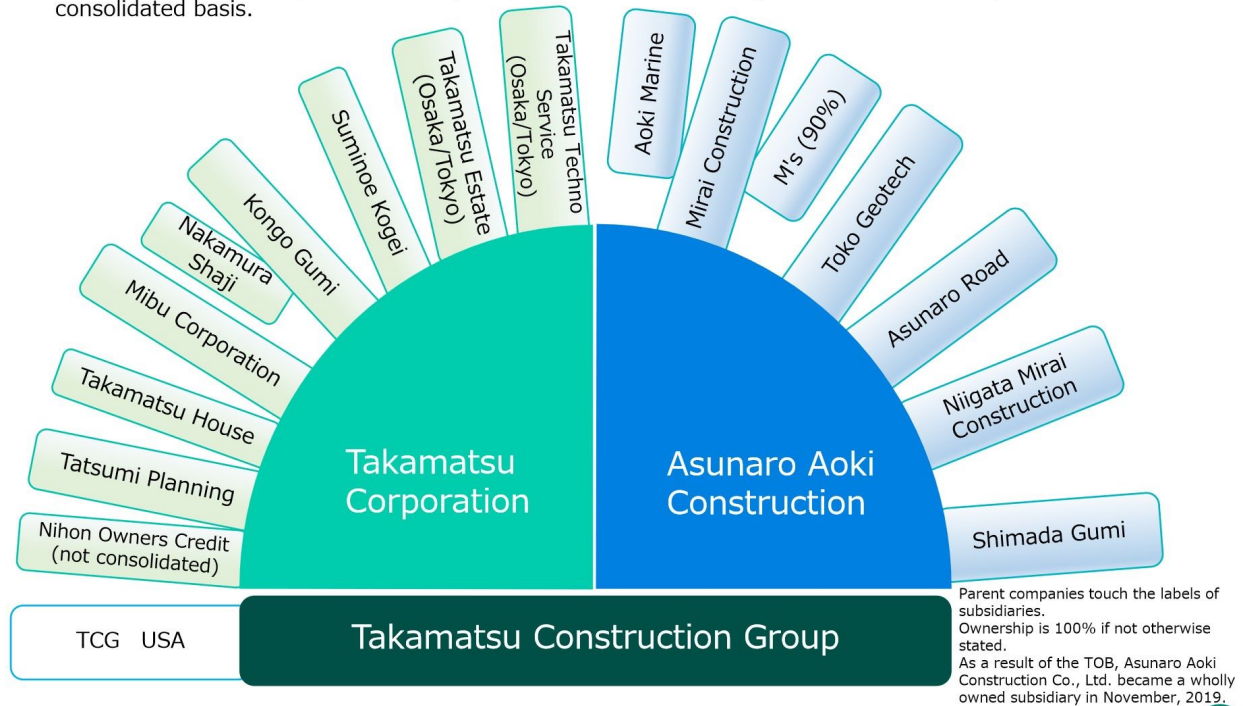 consolidated basis.
Nihon Owners Credit
(not consolidated)
Tatsumi Planning
Takamatsu House
Mibu Corporation
Nakamura
Shaji
Kongo Gumi
Suminoe Kogei
Takamatsu Estate
(Osaka/Tokyo)
Takamatsu Techno
Service
(Osaka/Tokyo)
Aoki Marine
Mirai Construction
M's (90%)
Toko Geotech
Asunaro Road
Niigata Mirai
Construction
Shimada Gumi
Takamatsu
Corporation
Asunaro Aoki
Construction
TCG USA
Takamatsu Construction Group
Parent companies touch the labels of
subsidiaries.
Ownership is 100% if not otherwise
stated.
As a result of the TOB, Asunaro Aoki
Construction Co., Ltd. became a wholly
owned subsidiary in November, 2019.